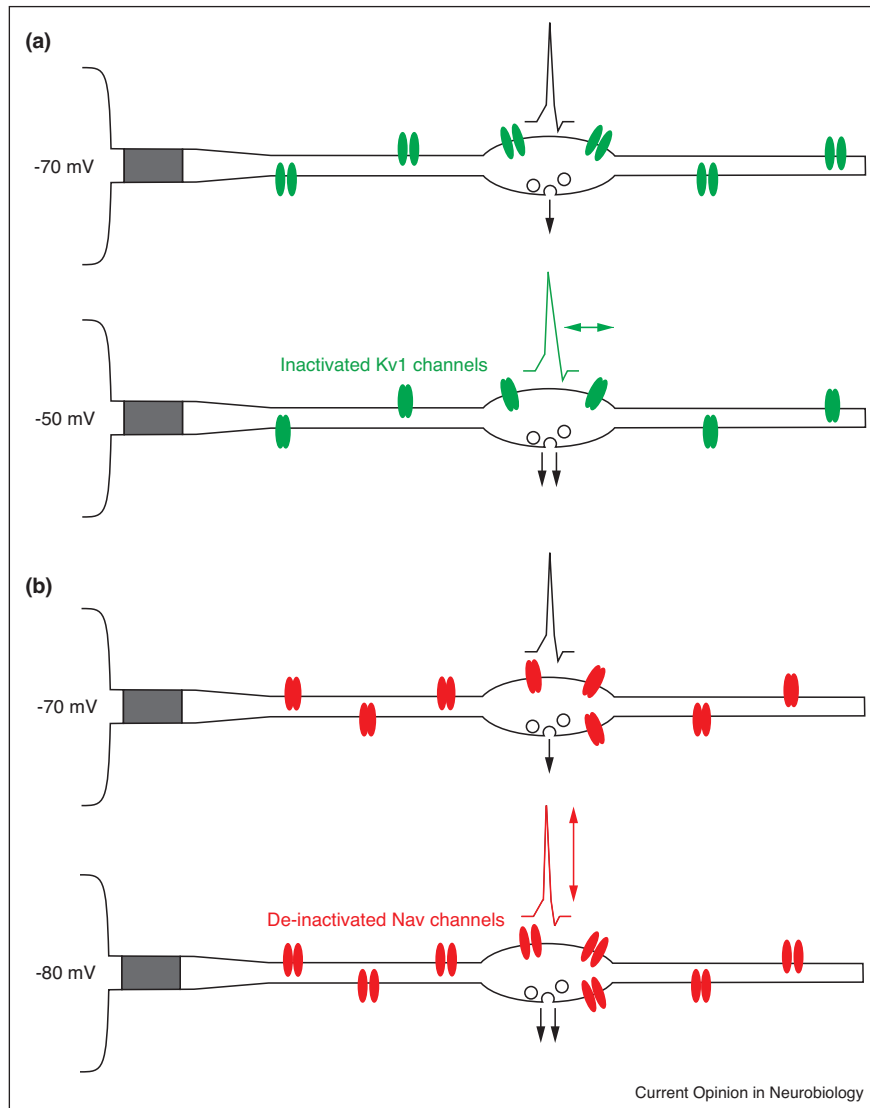 (a)
-70 mV
Inactivated Kv1 channels
-50 mV
(b)
-70 mV
De-inactivated Nav channels
-80 mV
Current Opinion in Neurobiology